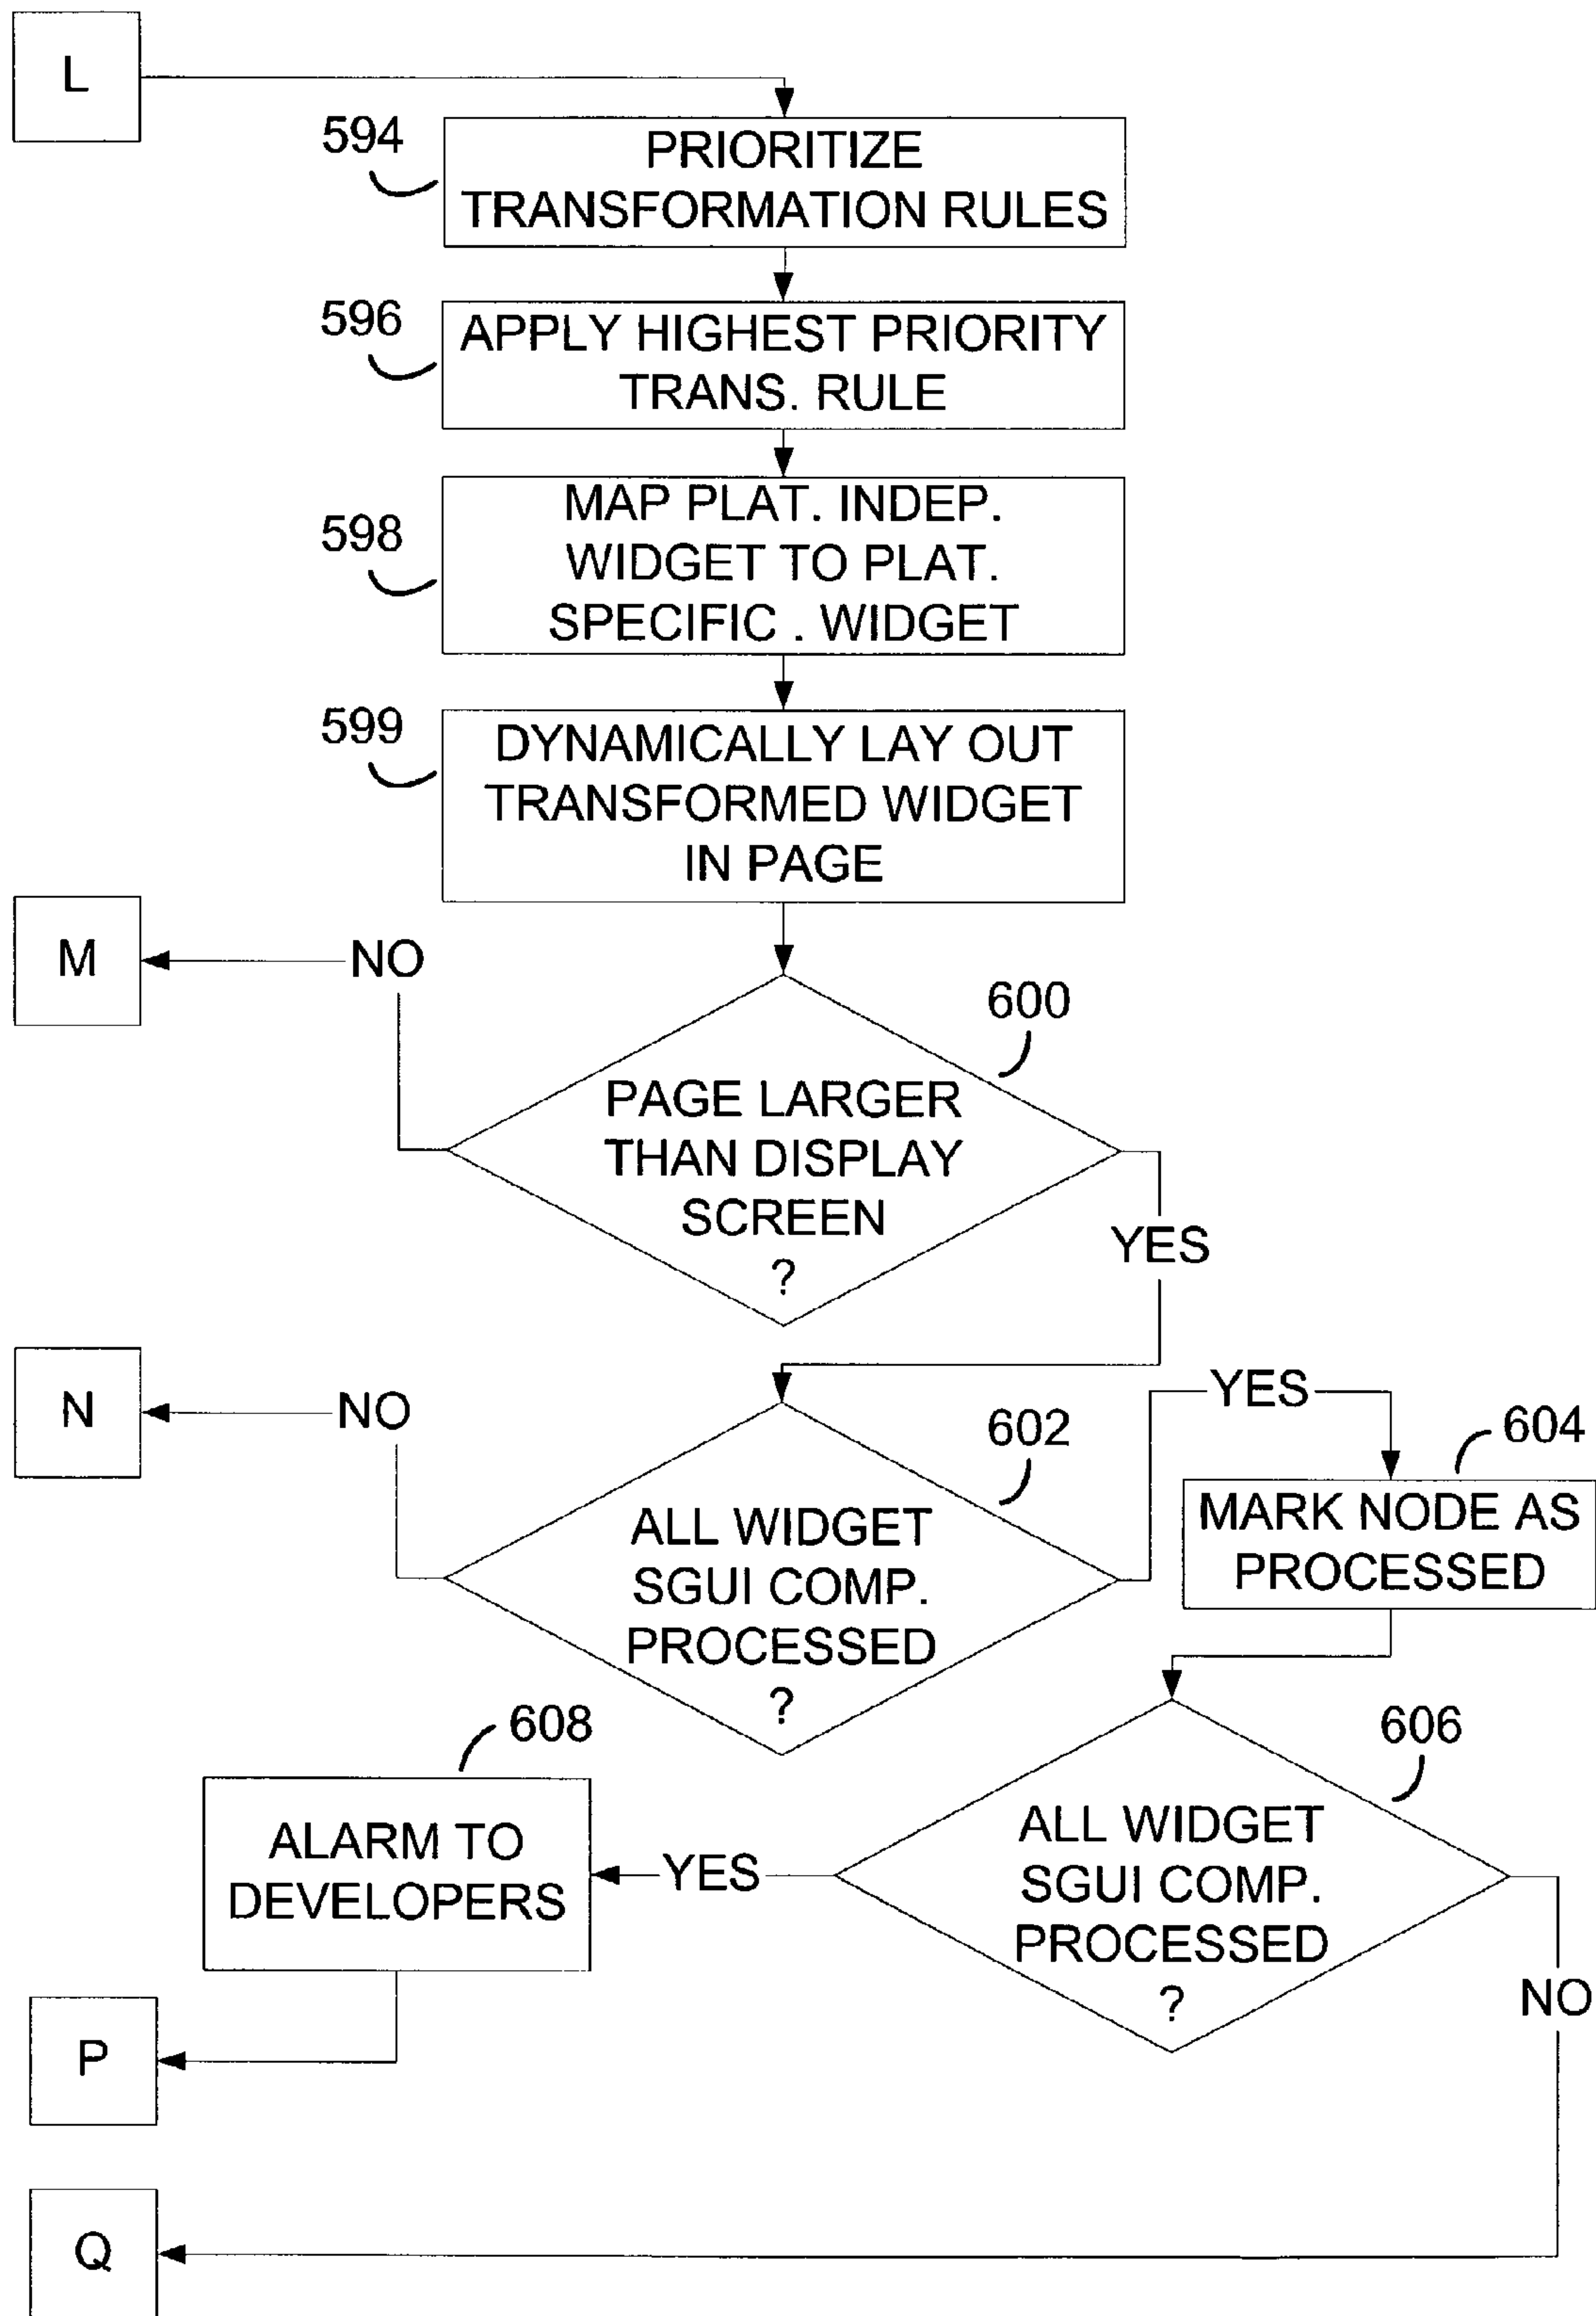 L
594
PRIORITIZE
TRANSFORMATION RULES
596
APPLY HIGHEST PRIORITY
TRANS. RULE
598
MAP PLAT. INDEP.
WIDGET TO PLAT.
SPECIFIC . WIDGET
599
DYNAMICALLY LAY OUT
TRANSFORMED WIDGET
IN PAGE
M
NO
600
PAGE LARGER
THAN DISPLAY
SCREEN
?
YES
N
NO
602
ALL WIDGET
SGUI COMP.
PROCESSED
?
YES
604
MARK NODE AS
PROCESSED
608
ALARM TO
DEVELOPERS
YES
606
ALL WIDGET
SGUI COMP.
PROCESSED
?
NO
P
Q